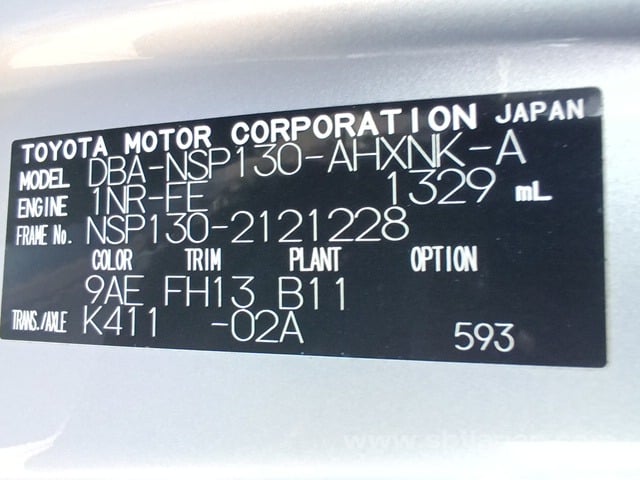 TOYOTA MOTOR CORPORATION JAPAN
MODEL DBA-NSP130-AHXNK-A
ENGINE 1NR-FE 1329 mL
FRAME No. NSP130-2121228
COLOR TRIM PLANT OPTION
9AE FH13 B11
TRANS./AXLE K411 -02A 593